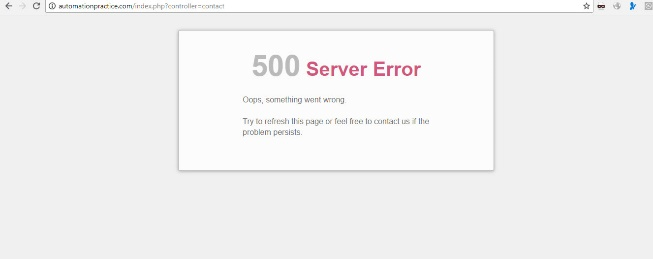 automationpractice.com/index.php?controller=contact
500 Server Error
Oops, something went wrong.
Try to refresh this page or feel free to contact us if the
problem persists.